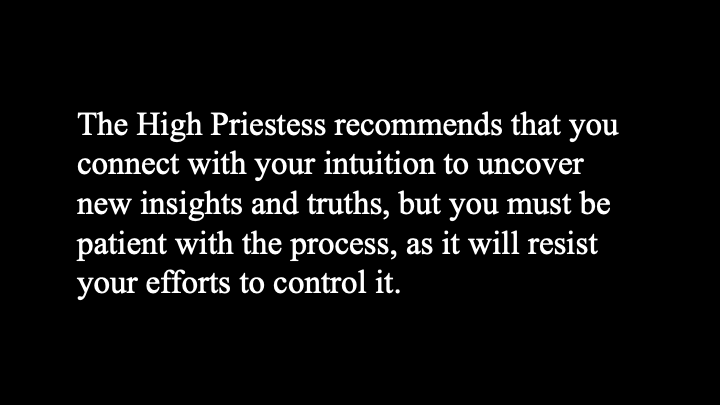 The High Priestess recommends that you
connect with your intuition to uncover
new insights and truths, but you must be
patient with the process, as it will resist
your efforts to control it.